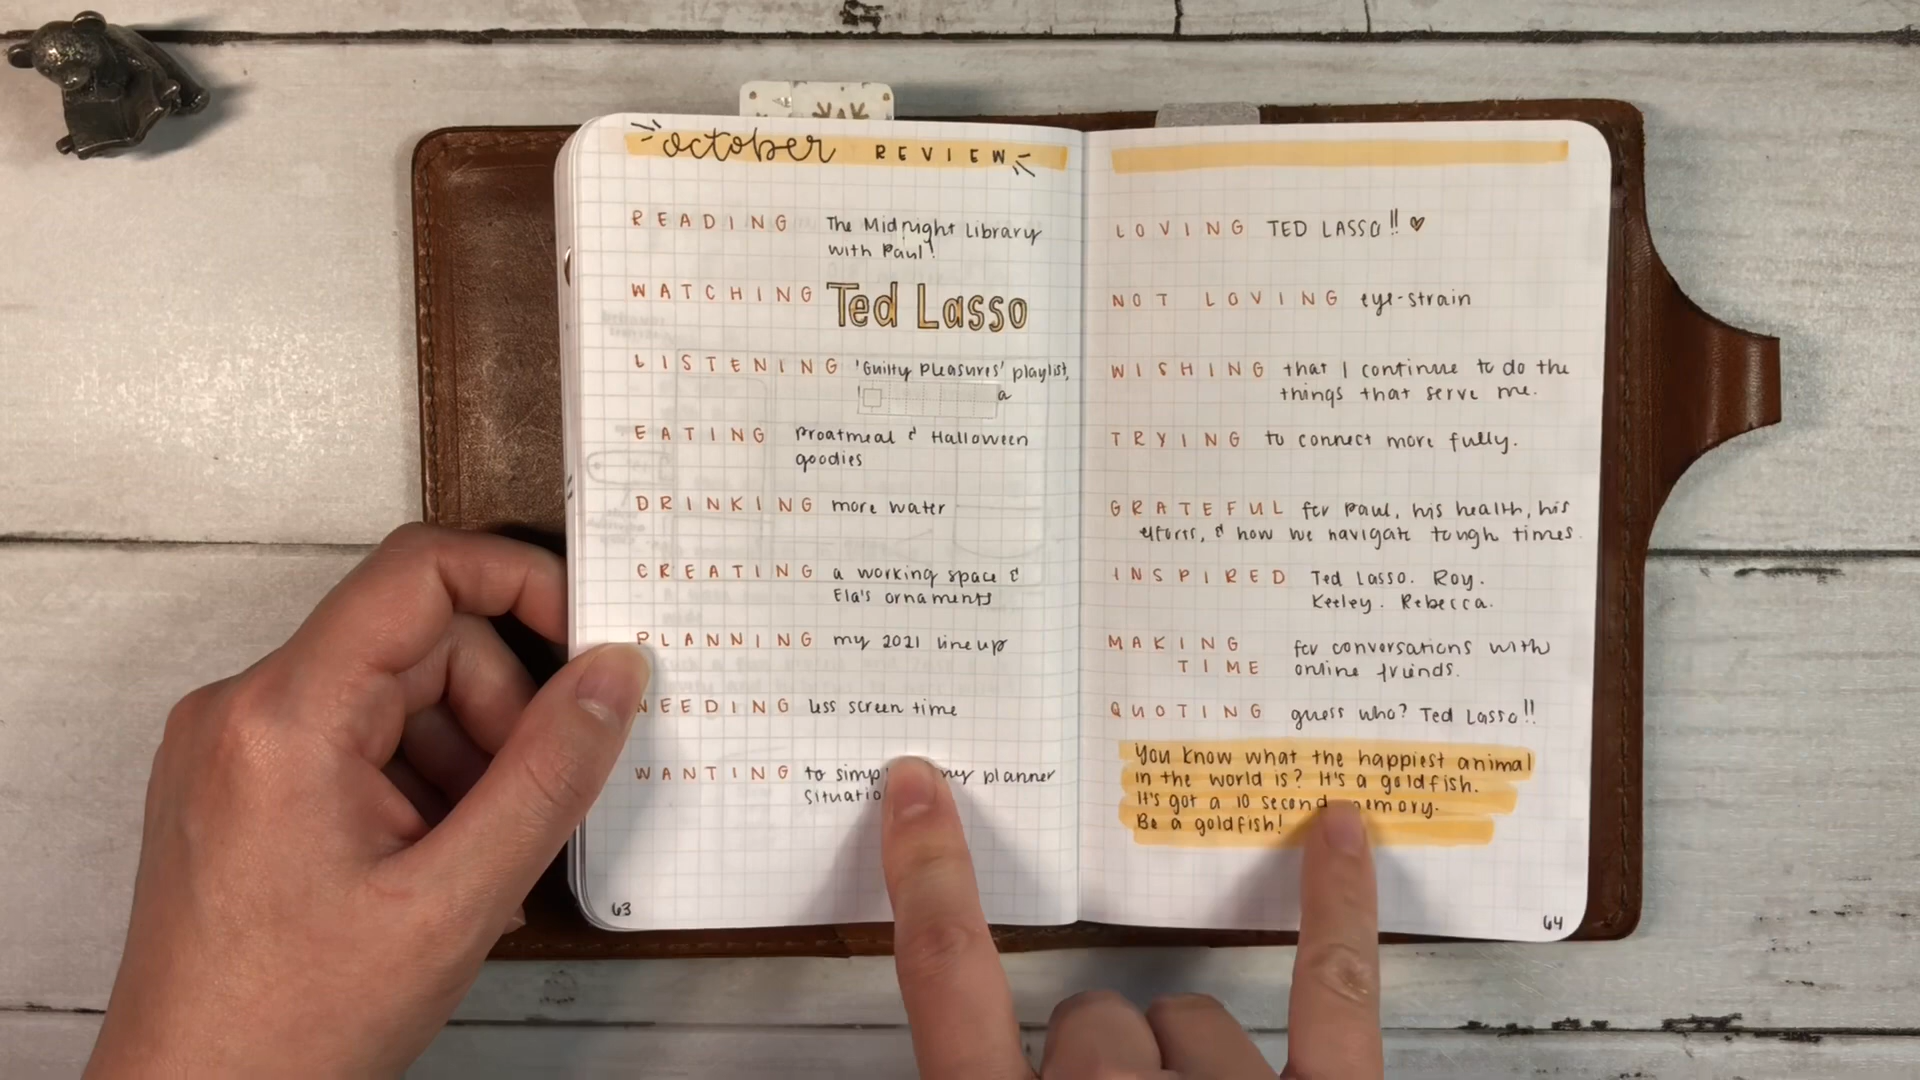 october REVIEW
READING The Midnight Library
with Paul!
WATCHING Ted Lasso
LISTENING 'Guilty Pleasures' playlist,
a
EATING Proatmeal & Halloween
goodies
DRINKING more water
CREATING a working space &
Ela's ornaments
PLANNING my 2021 lineup
NEEDING less screen time
WANTING to my planner
63
LOVING TED LASSO!! ♥
NOT LOVING eye-strain
WISHING that I continue to do the
things that serve me.
TRYING to connect more fully.
GRATEFUL for Paul, his health, his
efforts, & how we navigate tough times.
INSPIRED Ted Lasso. Roy.
Keeley. Rebecca.
MAKING for conversations with
TIME online friends.
QUOTING guess who? Ted Lasso!!
You know what the happiest animal
in the world is? It's a goldfish.
It's got a 10 second memory.
Be a goldfish!
64